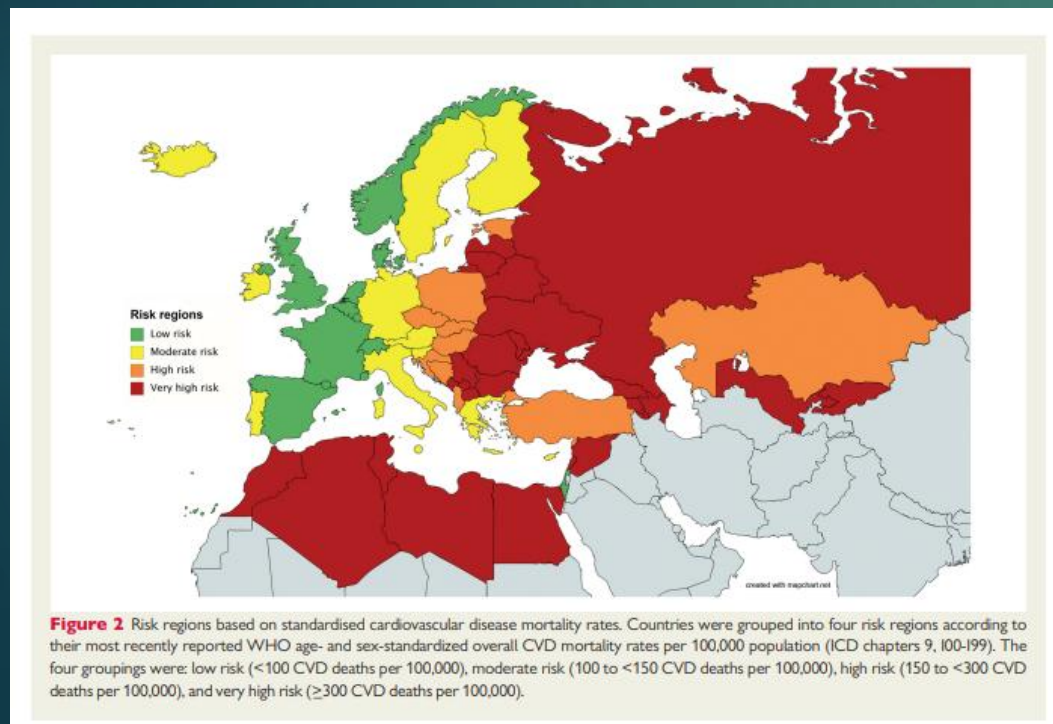 Risk regions
Low risk
Moderate risk
High risk
Very high risk
created with mapchart.net
Figure 2 Risk regions based on standardised cardiovascular disease mortality rates. Countries were grouped into four risk regions according to
their most recently reported WHO age- and sex-standardized overall CVD mortality rates per 100,000 population (ICD chapters 9, I00-I99). The
four groupings were: low risk (<100 CVD deaths per 100,000), moderate risk (100 to <150 CVD deaths per 100,000), high risk (150 to <300 CVD
deaths per 100,000), and very high risk (≥300 CVD deaths per 100,000).